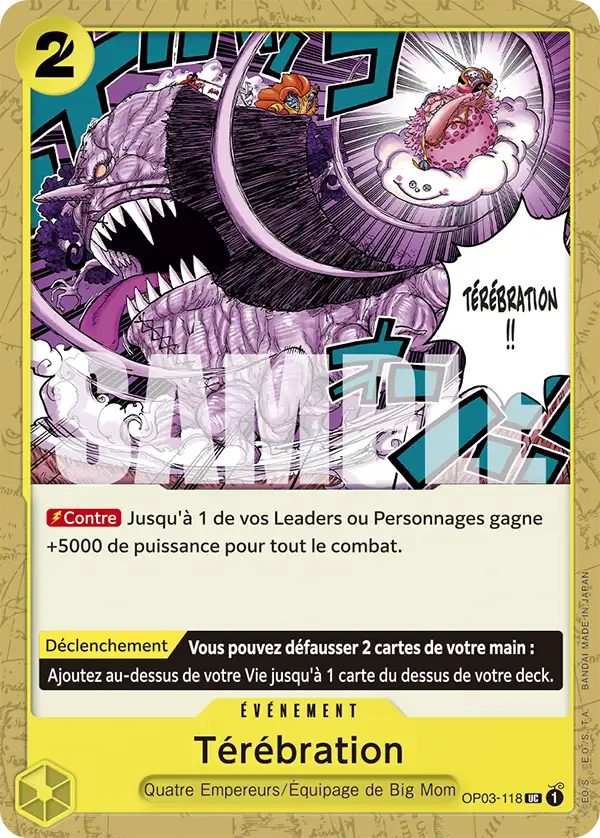 2
TÉRÉBRATION
!!
SAMPLE
Contre Jusqu'à 1 de vos Leaders ou Personnages gagne
+5000 de puissance pour tout le combat.
Déclenchement Vous pouvez défausser 2 cartes de votre main :
Ajoutez au-dessus de votre Vie jusqu'à 1 carte du dessus de votre deck.
ÉVÉNEMENT
Térébration
Quatre Empereurs/Équipage de Big Mom
OP03-118 UC 1
©E.O./S., T.A. BANDAI MADE IN JAPAN